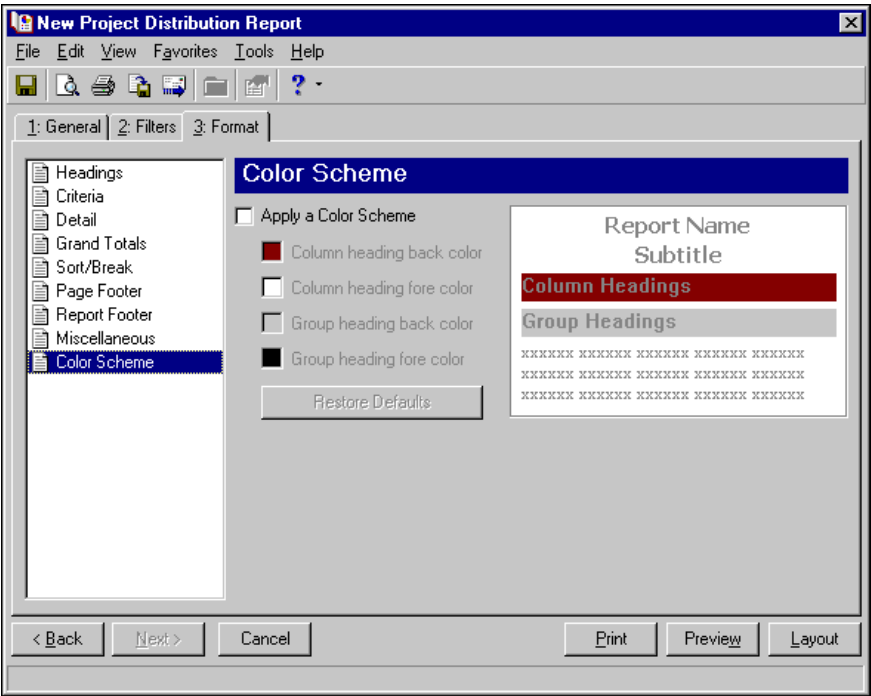 New Project Distribution Report
File Edit View Favorites Tools Help
?
1: General 2: Filters 3: Format
Headings
Criteria
Detail
Grand Totals
Sort/Break
Page Footer
Report Footer
Miscellaneous
Color Scheme
Color Scheme
Apply a Color Scheme
Column heading back color
Column heading fore color
Group heading back color
Group heading fore color
Restore Defaults
Report Name
Subtitle
Column Headings
Group Headings
xxxxxx xxxxxx xxxxxx xxxxxx xxxxxx
xxxxxx xxxxxx xxxxxx xxxxxx xxxxxx
xxxxxx xxxxxx xxxxxx xxxxxx xxxxxx
< Back Next > Cancel Print Preview Layout